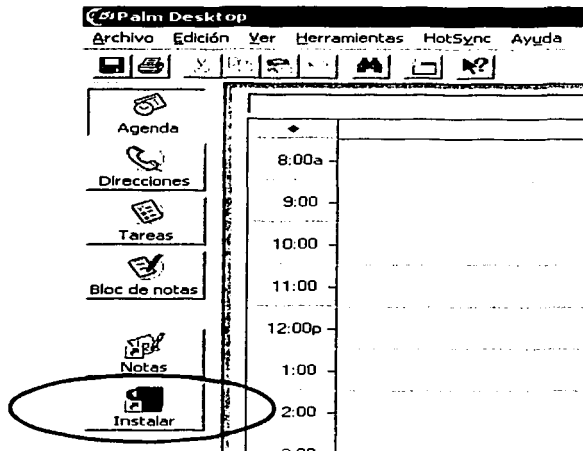 Palm Desktop
Archivo Edición Ver Herramientas HotSync Ayuda
Agenda
Direcciones
Tareas
Bloc de notas
Notas
Instalar
8:00a
9:00
10:00
11:00
12:00p
1:00
2:00